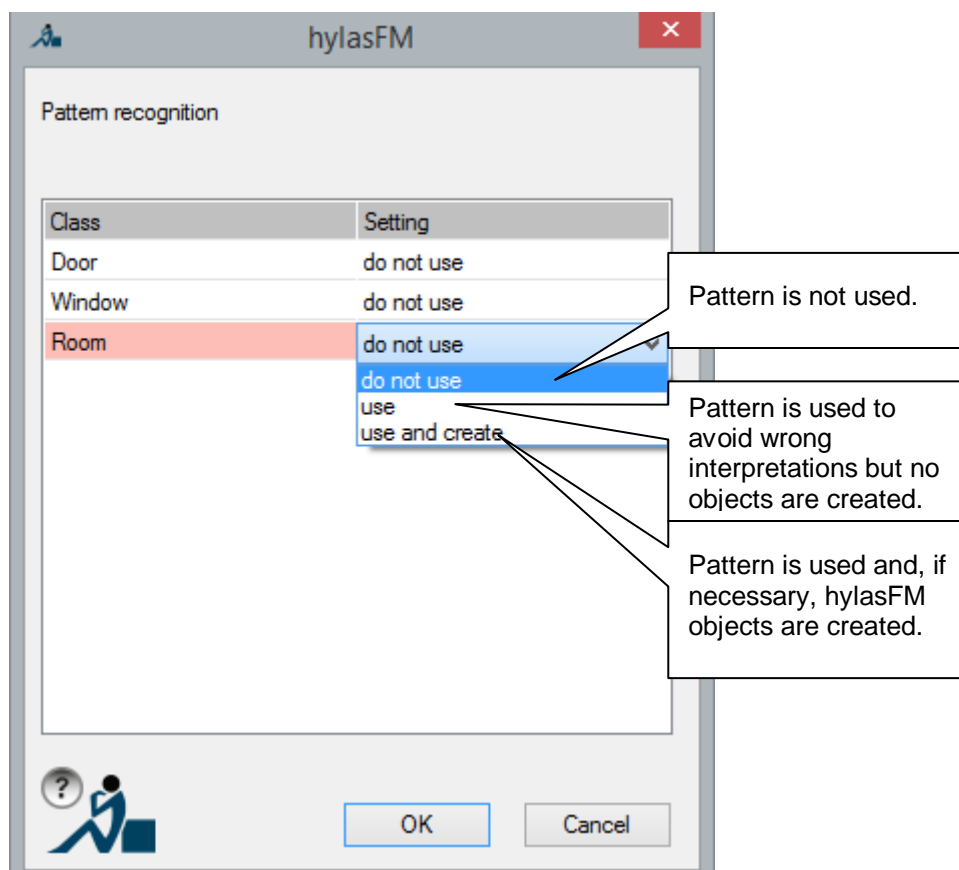 hylasFM
Pattern recognition
Class Setting
Door do not use
Window do not use
Room do not use
do not use
use
use and create
Pattern is not used.
Pattern is used to
avoid wrong
interpretations but no
objects are created.
Pattern is used and, if
necessary, hylasFM
objects are created.
?
OK Cancel